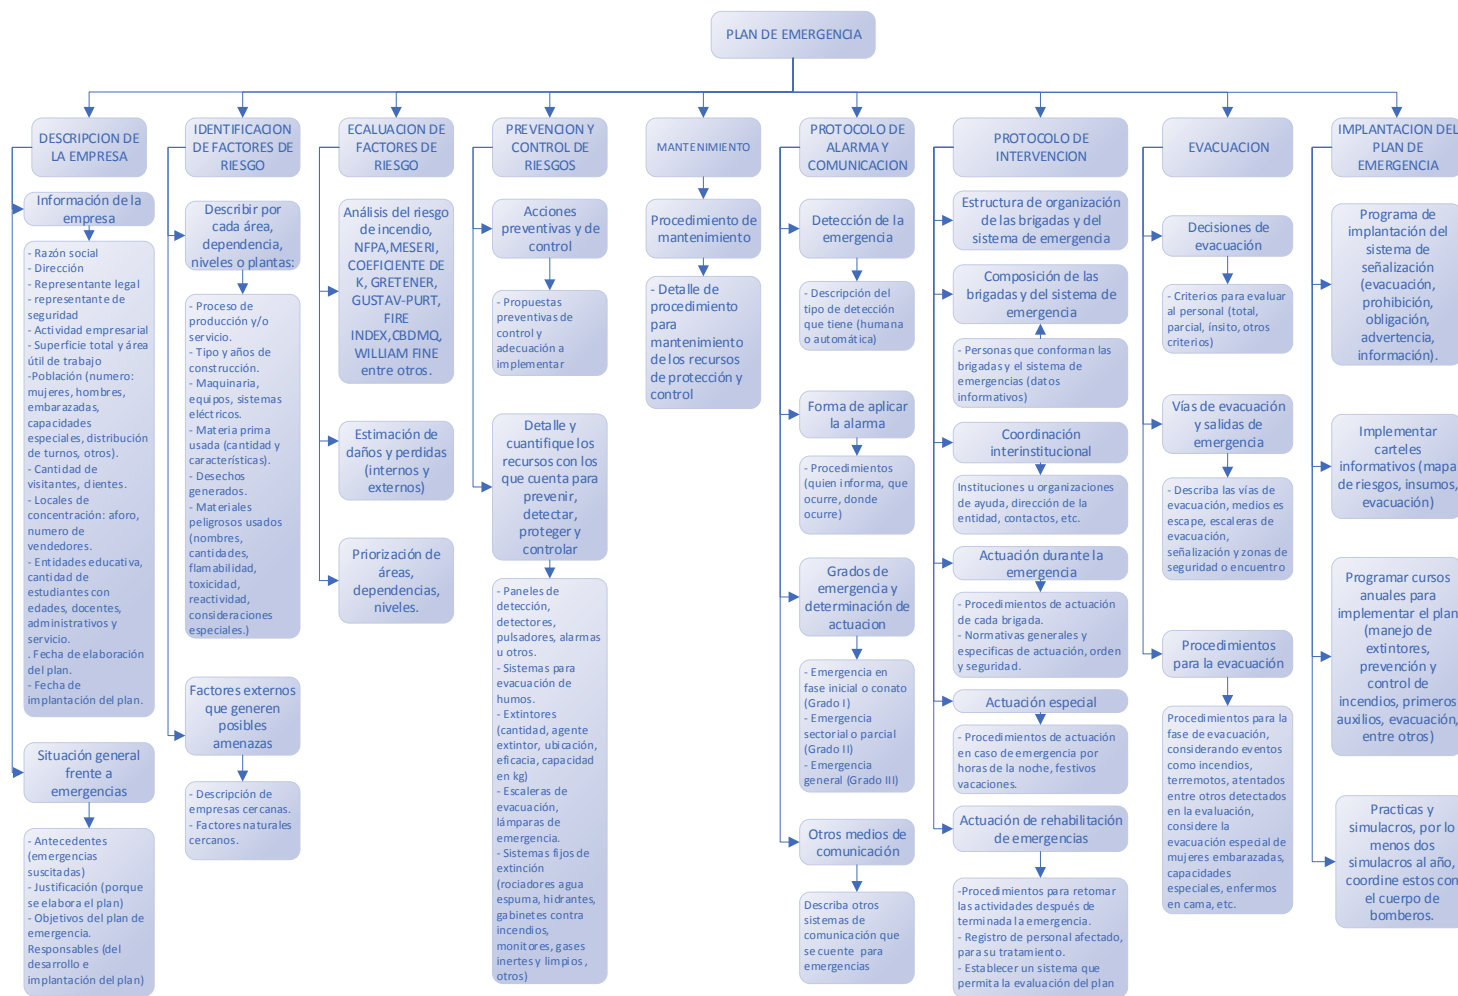 PLAN DE EMERGENCIA
DESCRIPCION DE
LA EMPRESA
Información de la
empresa
- Razón social
- Dirección
- Representante legal
- representante de
seguridad
- Actividad empresarial
- Superficie total y área
útil de trabajo
-Población (numero:
mujeres, hombres,
embarazadas,
capacidades
especiales, distribución
de turnos, otros).
- Cantidad de
visitantes, clientes.
- Locales de
concentración: aforo,
numero de
vendedores.
- Entidades educativa,
cantidad de
estudiantes con
edades, docentes,
administrativos y
servicio.
. Fecha de elaboración
del plan.
- Fecha de
implantación del plan.
Situación general
frente a
emergencias
- Antecedentes
(emergencias
suscitadas)
- Justificación (porque
se elabora el plan)
- Objetivos del plan de
emergencia.
Responsables (del
desarrollo e
implantación del plan)
IDENTIFICACION
DE FACTORES DE
RIESGO
Describir por
cada área,
dependencia,
niveles o plantas:
- Proceso de
producción y/o
servicio.
- Tipo y años de
construcción.
- Maquinaria,
equipos, sistemas
eléctricos.
- Materia prima
usada (cantidad y
características).
- Desechos
generados.
- Materiales
peligrosos usados
(nombres,
cantidades,
flamabilidad,
toxicidad,
reactividad,
consideraciones
especiales.)
Factores externos
que generen
posibles
amenazas
- Descripción de
empresas cercanas.
- Factores naturales
cercanos.
ECALUACION DE
FACTORES DE
RIESGO
Análisis del riesgo
de incendio,
NFPA,MESERI,
COEFICIENTE DE
K, GRETENER,
GUSTAV-PURT,
FIRE
INDEX,CBDMQ,
WILLIAM FINE
entre otros.
Estimación de
daños y perdidas
(internos y
externos)
Priorización de
áreas,
dependencias,
niveles.
PREVENCION Y
CONTROL DE
RIESGOS
Acciones
preventivas y de
control
- Propuestas
preventivas de
control y
adecuación a
implementar
Detalle y
cuantifique los
recursos con los
que cuenta para
prevenir,
detectar,
proteger y
controlar
- Paneles de
detección,
detectores,
pulsadores, alarmas
u otros.
- Sistemas para
evacuación de
humos.
- Extintores
(cantidad, agente
extintor, ubicación,
eficacia, capacidad
en kg)
- Escaleras de
evacuación,
lámparas de
emergencia.
- Sistemas fijos de
extinción
(rociadores agua
espuma, hidrantes,
gabinetes contra
incendios,
monitores, gases
inertes y limpios ,
otros)
MANTENIMIENTO
Procedimiento de
mantenimiento
- Detalle de
procedimiento
para
mantenimiento
de los recursos
de protección y
control
PROTOCOLO DE
ALARMA Y
COMUNICACION
Detección de la
emergencia
- Descripción del
tipo de detección
que tiene (humana
o automática)
Forma de aplicar
la alarma
- Procedimientos
(quien informa, que
ocurre, donde
ocurre)
Grados de
emergencia y
determinación de
actuacion
- Emergencia en
fase inicial o conato
(Grado I)
- Emergencia
sectorial o parcial
(Grado II)
- Emergencia
general (Grado III)
Otros medios de
comunicación
Describa otros
sistemas de
comunicación que
se cuente para
emergencias
PROTOCOLO DE
INTERVENCION
Estructura de organización
de las brigadas y del
sistema de emergencia
Composición de las
brigadas y del sistema de
emergencia
- Personas que conforman las
brigadas y el sistema de
emergencias (datos
informativos)
Coordinación
interinstitucional
Instituciones u organizaciones
de ayuda, dirección de la
entidad, contactos, etc.
Actuación durante la
emergencia
- Procedimientos de actuación
de cada brigada.
- Normativas generales y
especificas de actuación, orden
y seguridad.
Actuación especial
- Procedimientos de actuación
en caso de emergencia por
horas de la noche, festivos
vacaciones.
Actuación de rehabilitación
de emergencias
-Procedimientos para retomar
las actividades después de
terminada la emergencia.
- Registro de personal afectado,
para su tratamiento.
- Establecer un sistema que
permita la evaluación del plan
EVACUACION
Decisiones de
evacuación
- Criterios para evaluar
al personal (total,
parcial, ínsito, otros
criterios)
Vías de evacuación
y salidas de
emergencia
- Describa las vías de
evacuación, medios es
escape, escaleras de
evacuación,
señalización y zonas de
seguridad o encuentro
Procedimientos
para la evacuación
Procedimientos para la
fase de evacuación,
considerando eventos
como incendios,
terremotos, atentados
entre otros detectados
en la evaluación,
considere la
evacuación especial de
mujeres embarazadas,
capacidades
especiales, enfermos
en cama, etc.
IMPLANTACION DEL
PLAN DE
EMERGENCIA
Programa de
implantación del
sistema de
señalización
(evacuación,
prohibición,
obligación,
advertencia,
información).
Implementar
carteles
informativos (mapa
de riesgos, insumos,
evacuación)
Programar cursos
anuales para
implementar el plan
(manejo de
extintores,
prevención y
control de
incendios, primeros
auxilios, evacuación,
entre otros)
Practicas y
simulacros, por lo
menos dos
simulacros al año,
coordine estos con
el cuerpo de
bomberos.